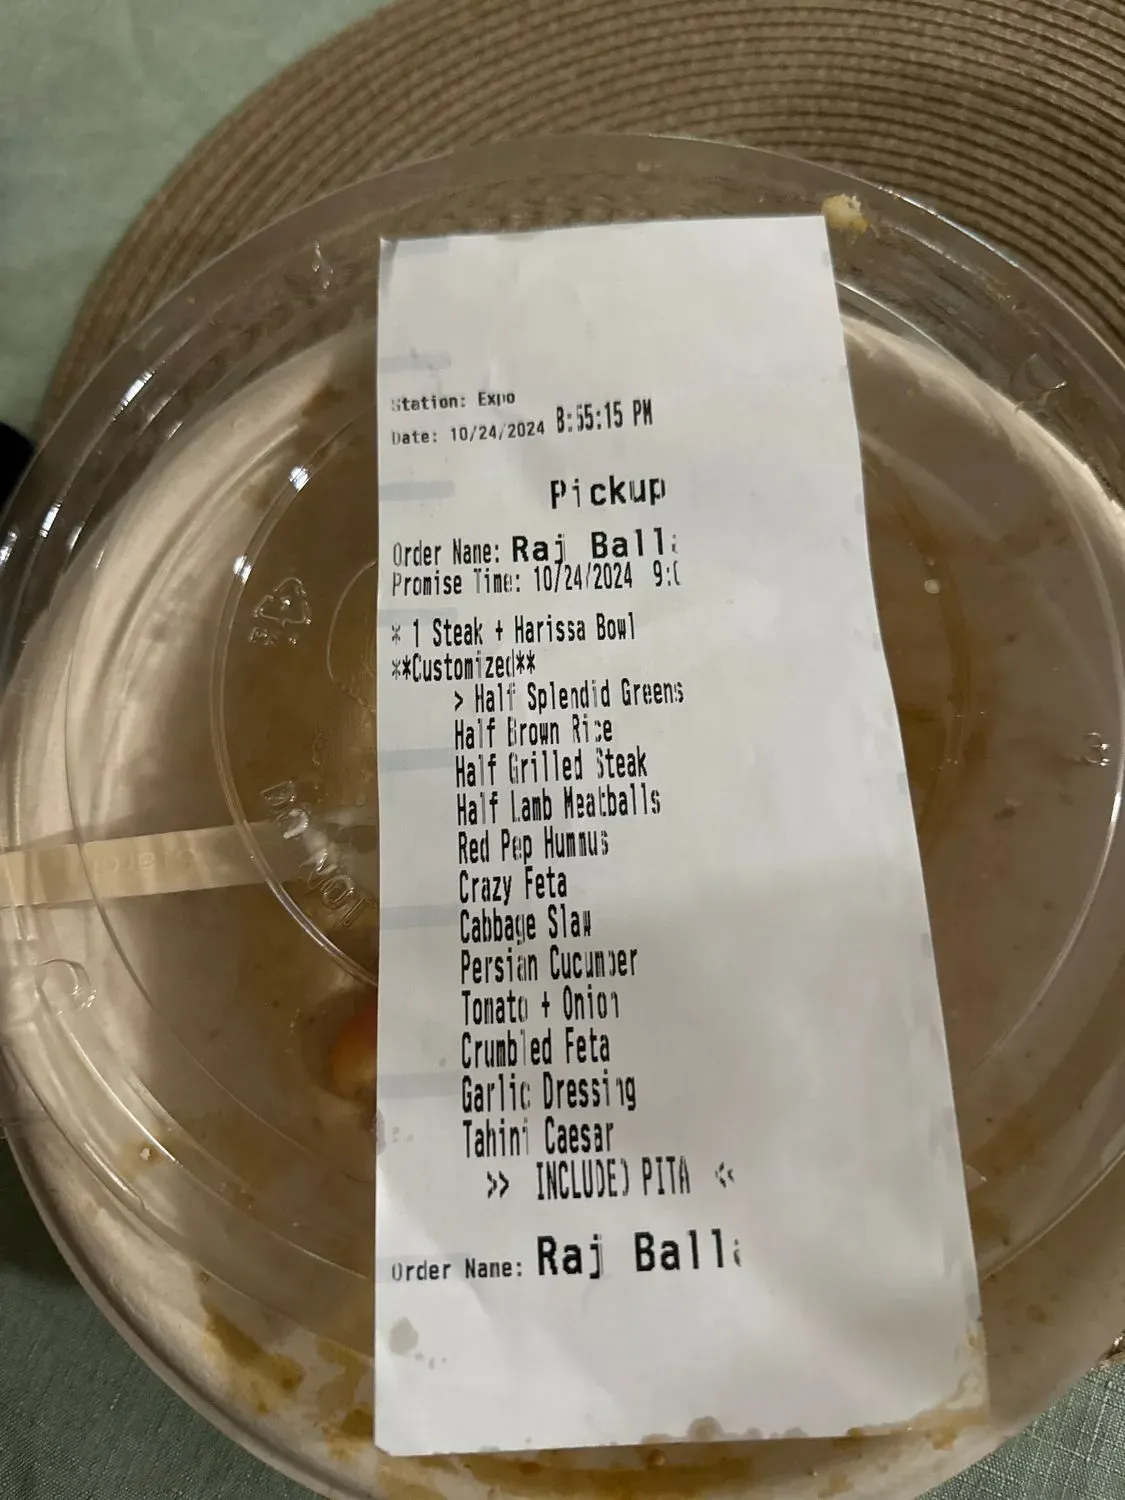 Station: Expo
Date: 10/24/2024 8:55:15 PM
Pickup
Order Name: Raj
Promise Time: 10/24/2024
* 1 Steak + Harissa Bowl
**Customized**
> Half Splendid Greens
Half Brown Rice
Half Grilled Steak
Half Lamb Meatballs
Red Pep Hummus
Crazy Feta
Cabbage Slaw
Persian Cucumber
Tomato + Onion
Crumbled Feta
Garlic Dressing
Tahini Caesar
>> INCLUDED PITA <<
Order Name: Raj
DO NOT